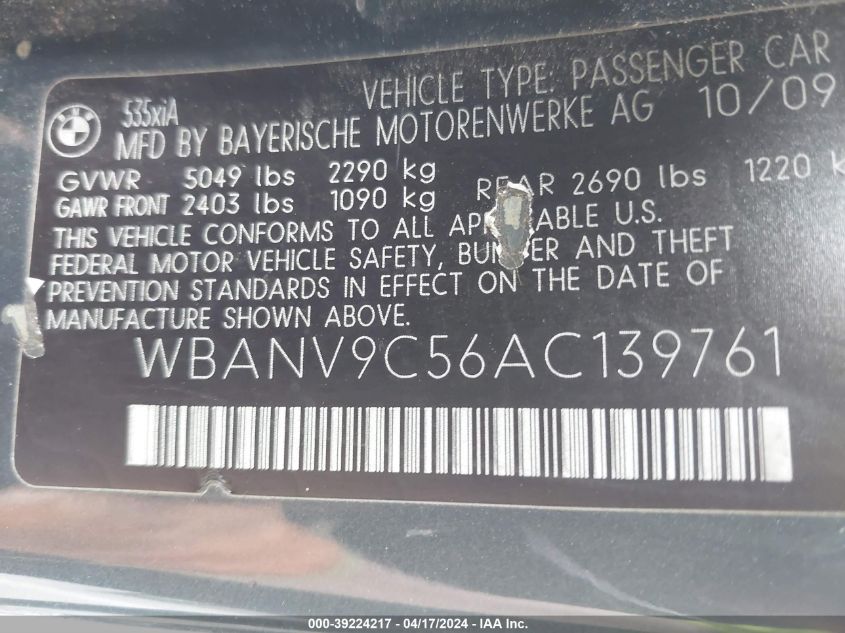 VEHICLE TYPE: PASSENGER CAR
535xiA
MFD BY BAYERISCHE MOTORENWERKE AG 10/09
GVWR 5049 lbs 2290 kg
GAWR FRONT 2403 lbs 1090 kg REAR 2690 lbs 1220 k
THIS VEHICLE CONFORMS TO ALL U.S.
FEDERAL MOTOR VEHICLE SAFETY, AND THEFT
PREVENTION STANDARDS IN EFFECT ON THE DATE OF
MANUFACTURE SHOWN ABOVE.
WBANV9C56AC139761
000-39224217 - 04/17/2024 - IAA Inc.